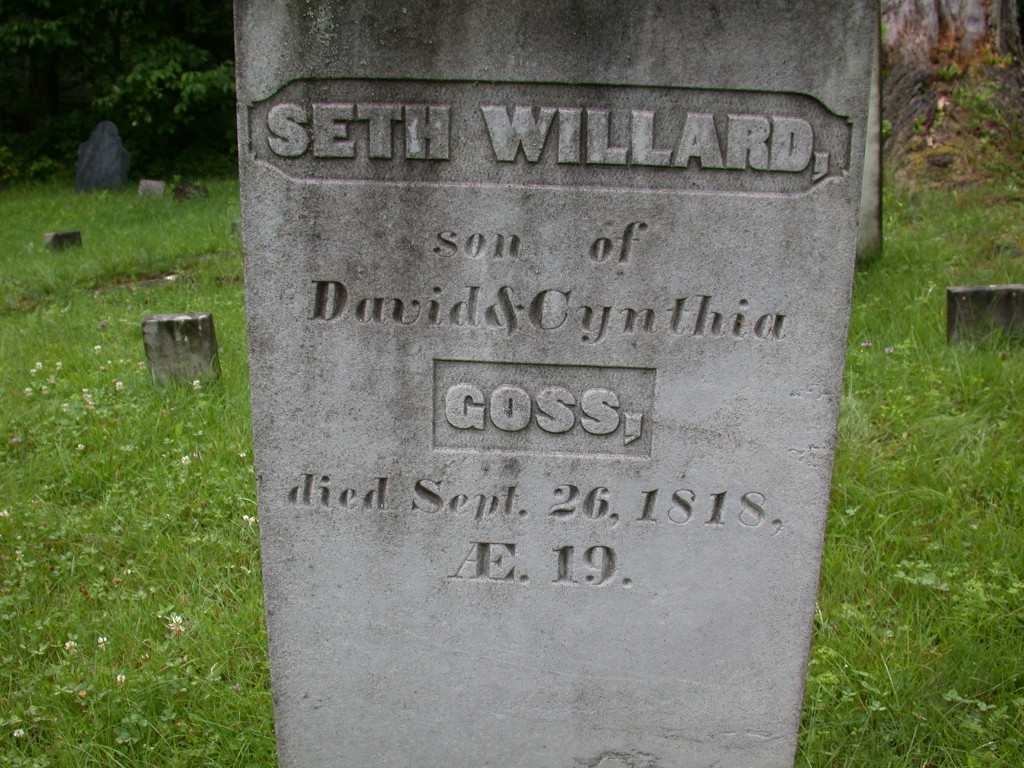 SETH WILLARD,
son of
David & Cynthia
GOSS,
died Sept. 26, 1818,
Æ. 19.